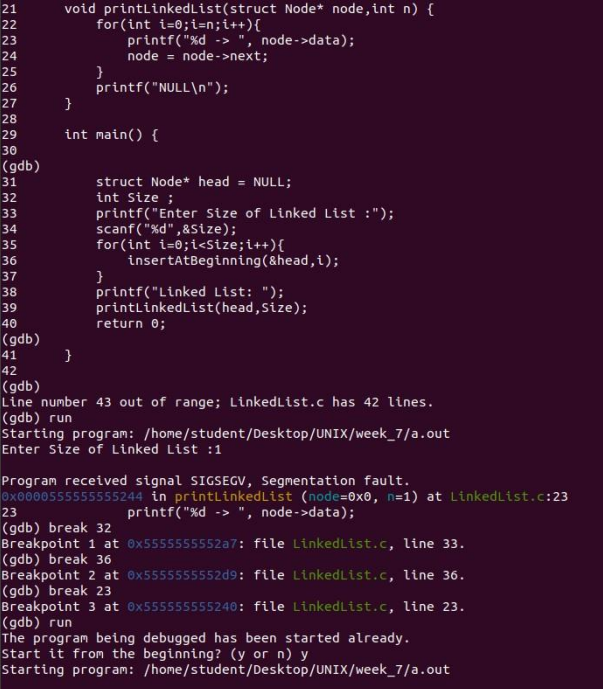 21      void printLinkedList(struct Node* node,int n) {
22          for(int i=0;i=n;i++){
23              printf("%d -> ", node->data);
24              node = node->next;
25          }
26          printf("NULL\n");
27      }
28
29      int main() {
30
(gdb)
31          struct Node* head = NULL;
32          int Size ;
33          printf("Enter Size of Linked List :");
34          scanf("%d",&Size);
35          for(int i=0;i<Size;i++){
36              insertAtBeginning(&head,i);
37          }
38          printf("Linked List: ");
39          printLinkedList(head,Size);
40          return 0;
(gdb)
41      }
42
(gdb)
Line number 43 out of range; LinkedList.c has 42 lines.
(gdb) run
Starting program: /home/student/Desktop/UNIX/week_7/a.out
Enter Size of Linked List :1

Program received signal SIGSEGV, Segmentation fault.
0x0000555555555244 in printLinkedList (node=0x0, n=1) at LinkedList.c:23
23              printf("%d -> ", node->data);
(gdb) break 32
Breakpoint 1 at 0x5555555552a7: file LinkedList.c, line 33.
(gdb) break 36
Breakpoint 2 at 0x5555555552d9: file LinkedList.c, line 36.
(gdb) break 23
Breakpoint 3 at 0x555555555240: file LinkedList.c, line 23.
(gdb) run
The program being debugged has been started already.
Start it from the beginning? (y or n) y
Starting program: /home/student/Desktop/UNIX/week_7/a.out